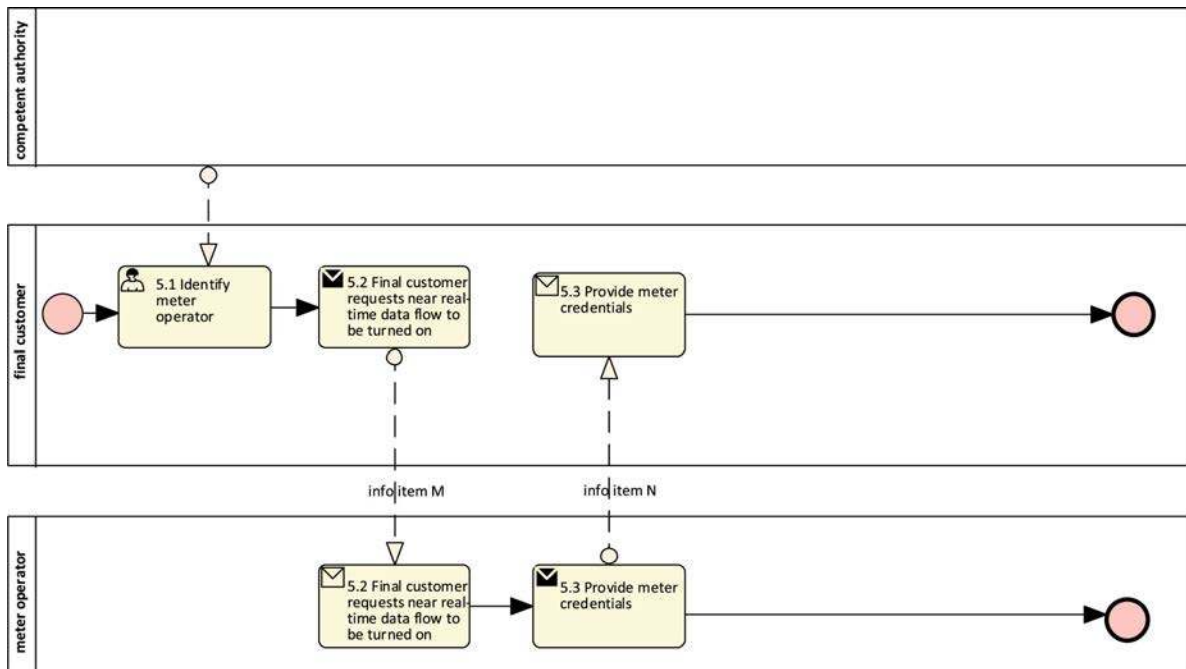 competent authority
final customer
5.1 Identify
meter
operator
5.2 Final customer
requests near real-
time data flow to
be turned on
5.3 Provide meter
credentials
info item M
info item N
meter operator
5.2 Final customer
requests near real-
time data flow to
be turned on
5.3 Provide meter
credentials